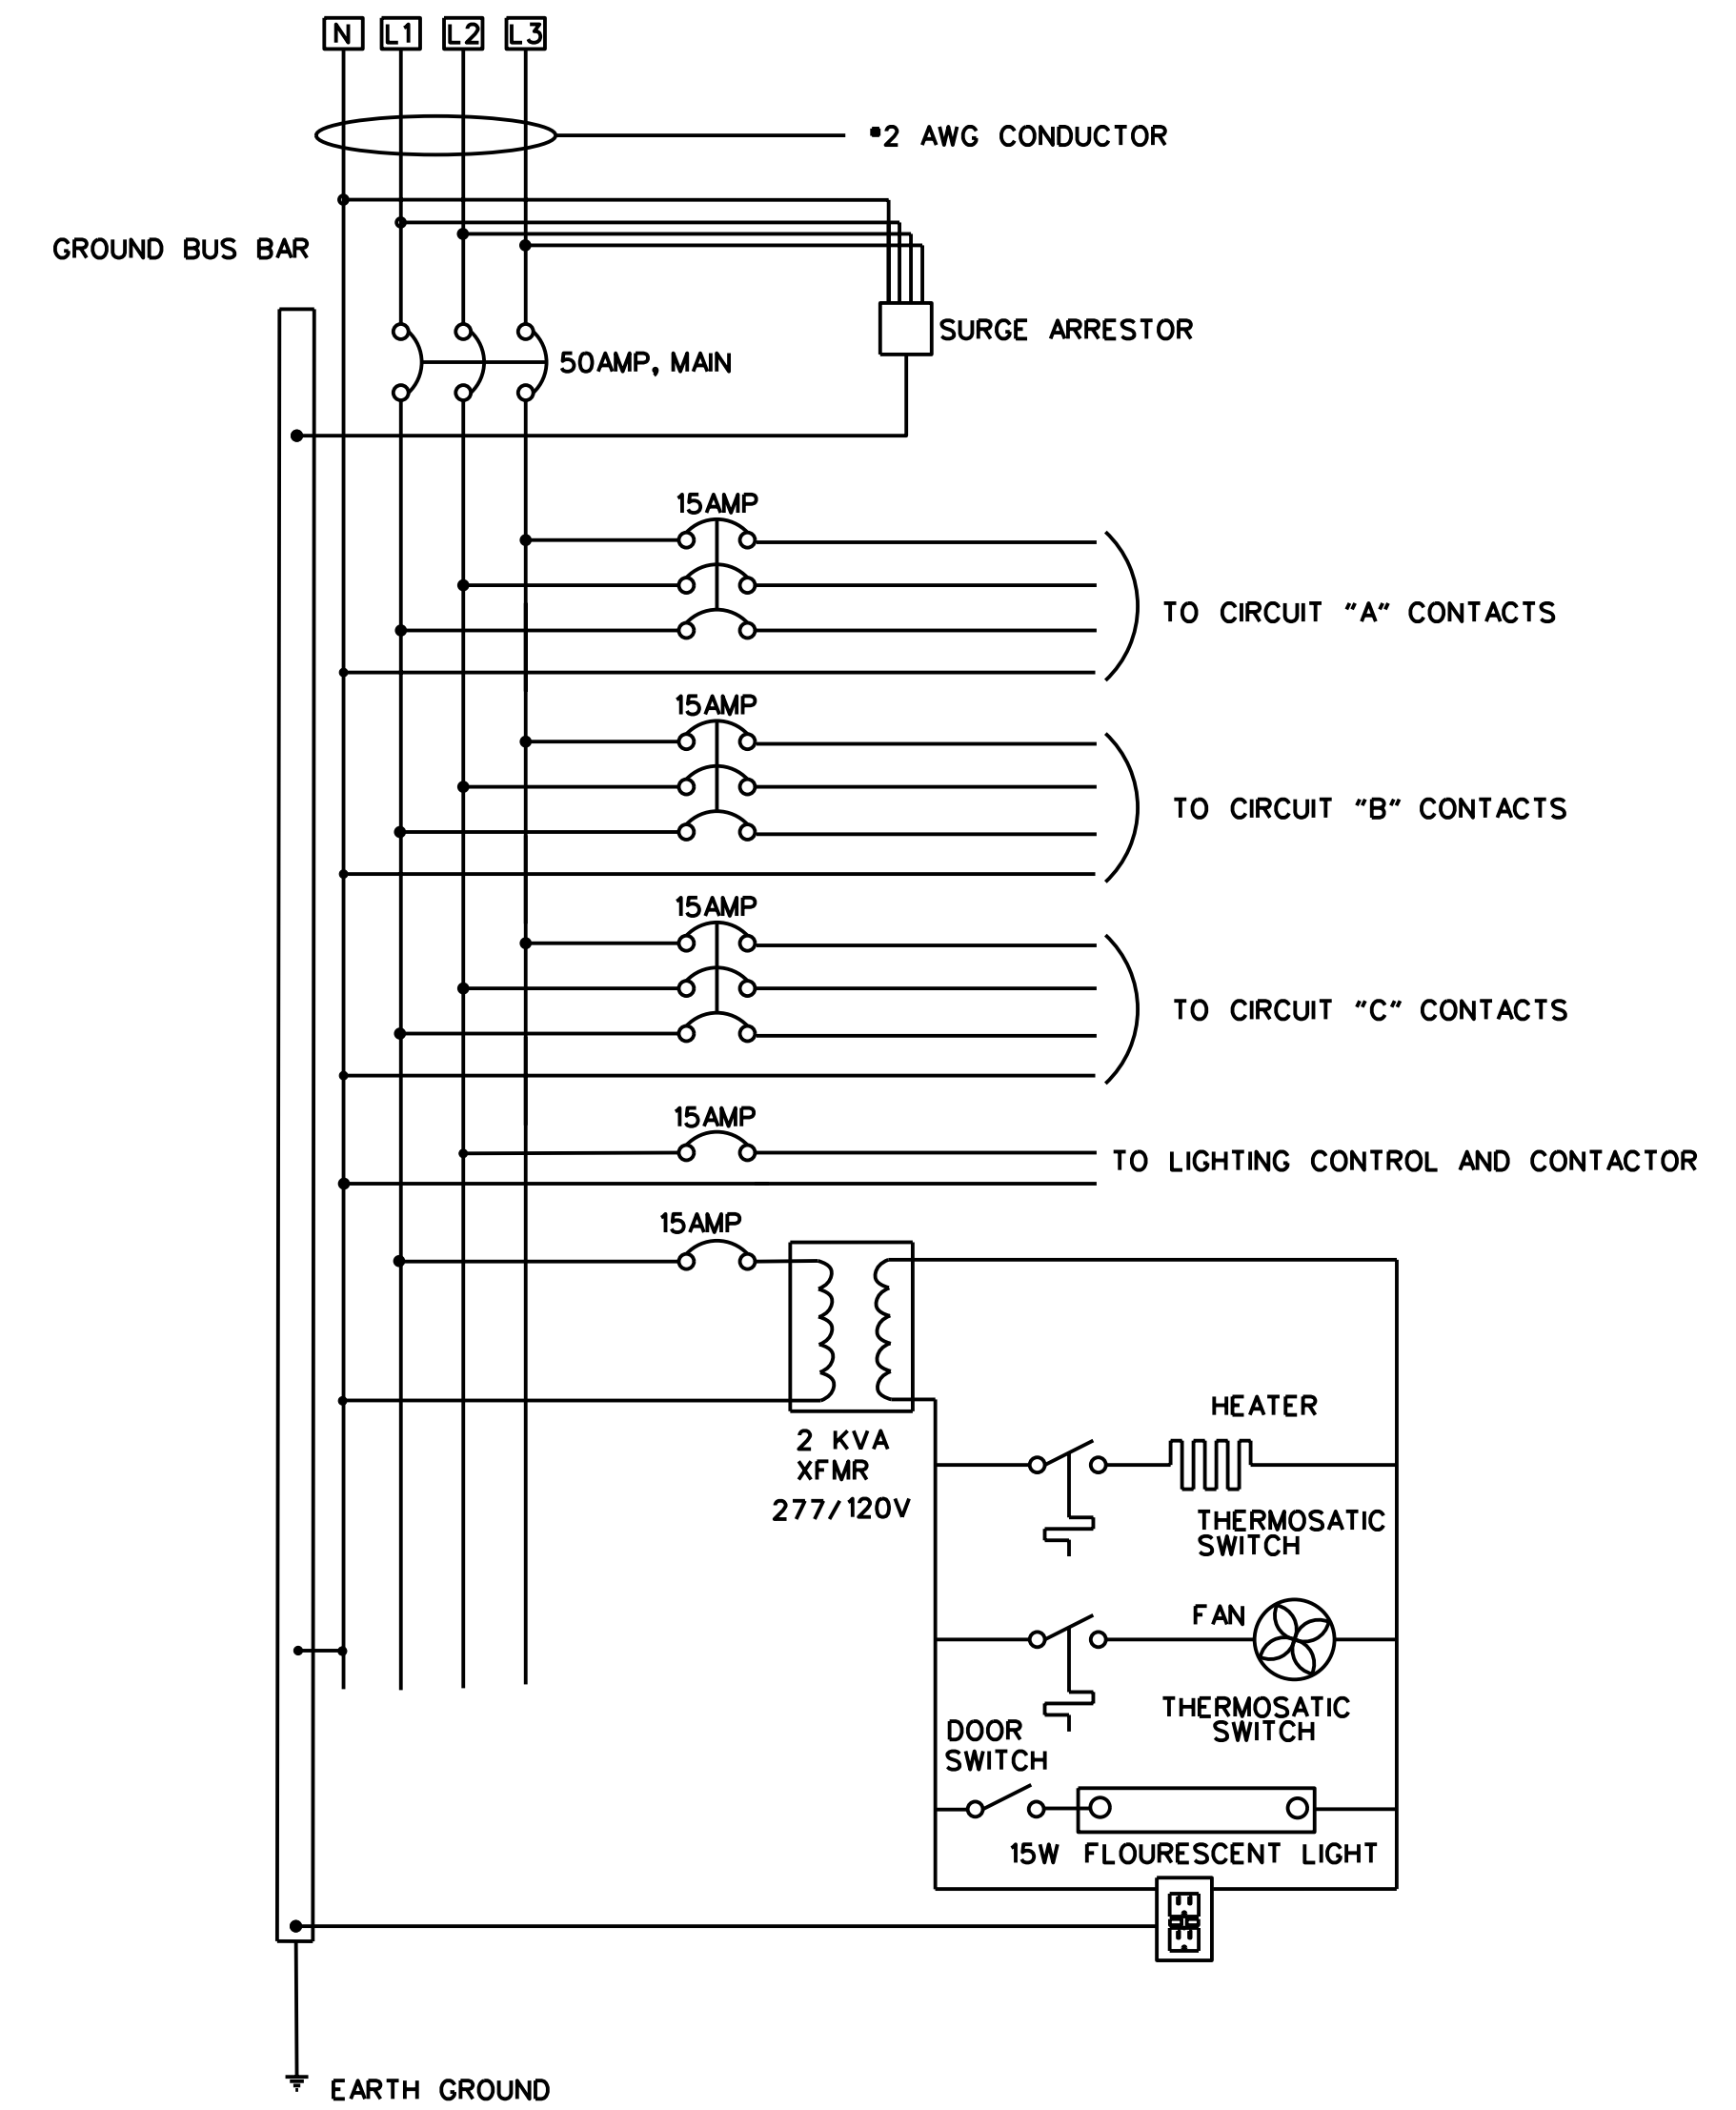 N L1 L2 L3
#2 AWG CONDUCTOR
GROUND BUS BAR
SURGE ARRESTOR
50AMP, MAIN
15AMP
TO CIRCUIT "A" CONTACTS
15AMP
TO CIRCUIT "B" CONTACTS
15AMP
TO CIRCUIT "C" CONTACTS
15AMP
TO LIGHTING CONTROL AND CONTACTOR
15AMP
2 KVA
XFMR
277/120V
HEATER
THERMOSATIC
SWITCH
FAN
THERMOSATIC
SWITCH
DOOR
SWITCH
15W FLOURESCENT LIGHT
EARTH GROUND